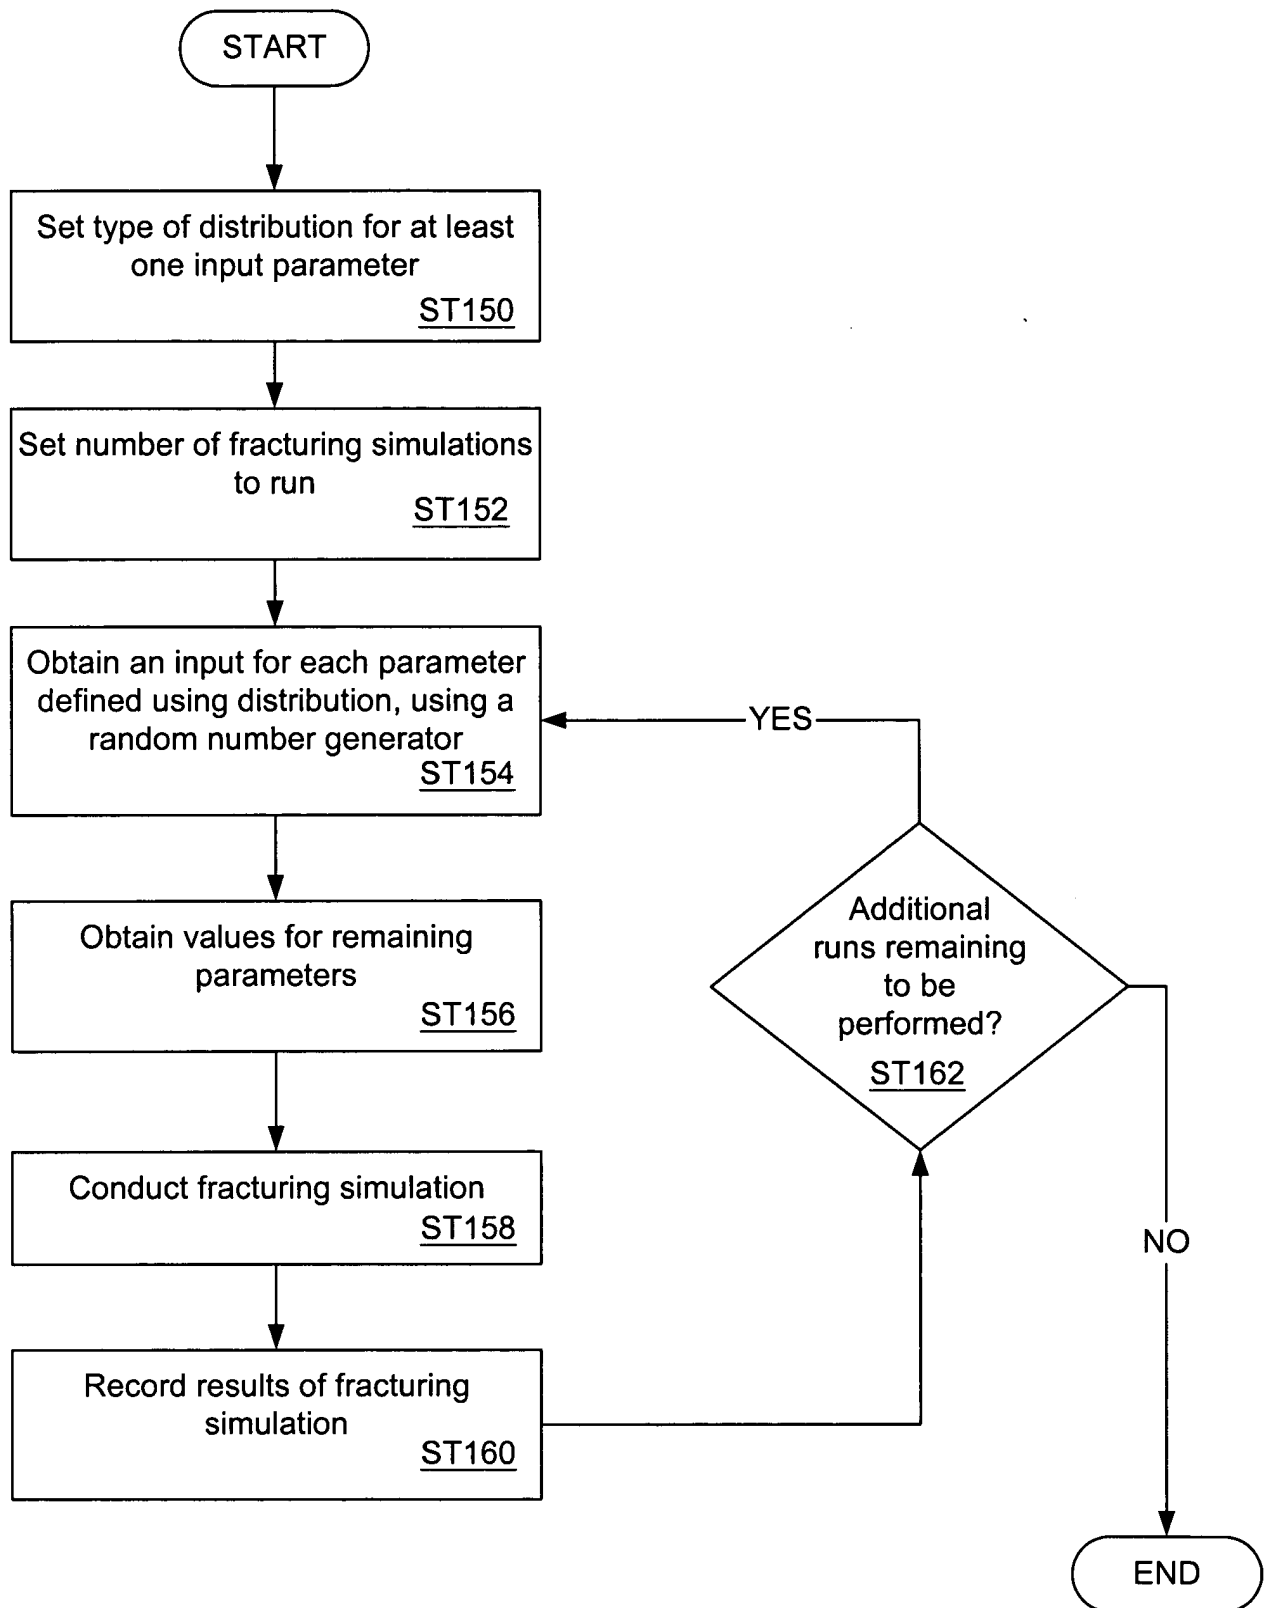 START
Set type of distribution for at least
one input parameter
ST150
Set number of fracturing simulations
to run
ST152
Obtain an input for each parameter
defined using distribution, using a
random number generator
ST154
YES
Obtain values for remaining
parameters
ST156
Additional
runs remaining
to be
performed?
ST162
Conduct fracturing simulation
ST158
NO
Record results of fracturing
simulation
ST160
END